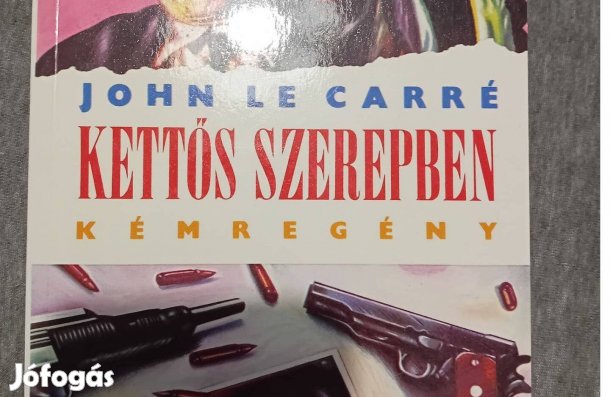 JOHN LE CARRÉ
KETTŐS SZEREPBEN
KÉMREGÉNY
Jófogás